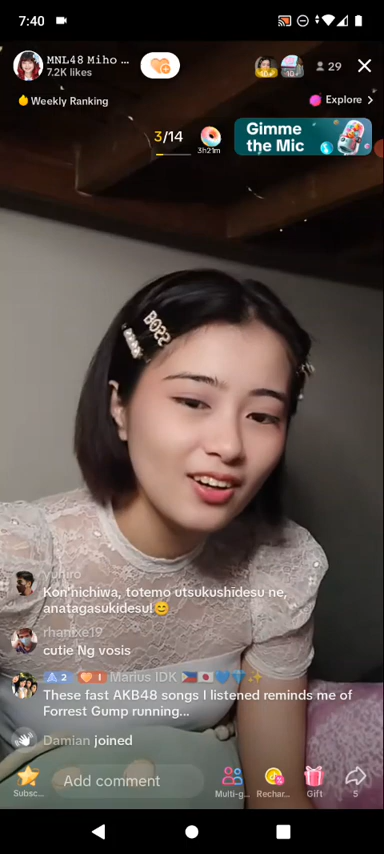 7:40
MNL48 Miho ...
7.2K likes
29
Weekly Ranking
Explore >
3/14
3h21m
Gimme
the Mic
BOSS
yuhiro
Kon'nichiwa, totemo utsukushīdesu ne,
anatagasukidesu!😊
rhanixe19
cutie Ng vosis
2 1 Marius IDK 🇵🇭🇯🇵💙💎✨
These fast AKB48 songs I listened reminds me of
Forrest Gump running...
Damian joined
Add comment
Subsc...
Multi-g...
Rechar...
Gift
5